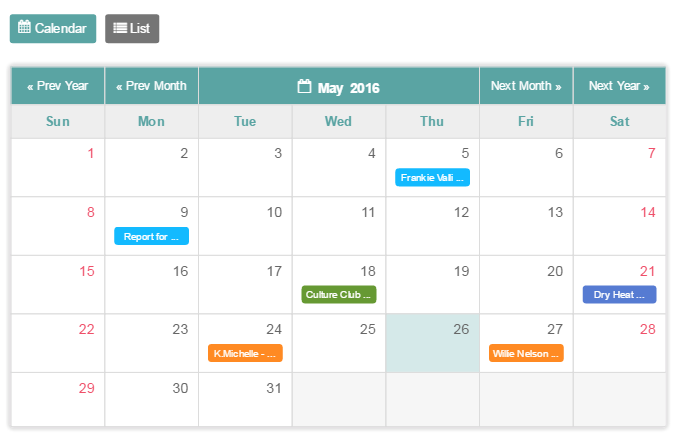 Calendar List
« Prev Year « Prev Month May 2016 Next Month » Next Year »
Sun Mon Tue Wed Thu Fri Sat
1 2 3 4 5 6 7
Frankie Valli ...
8 9 10 11 12 13 14
Report for ...
15 16 17 18 19 20 21
Culture Club ... Dry Heat ...
22 23 24 25 26 27 28
K.Michelle - ... Willie Nelson ...
29 30 31